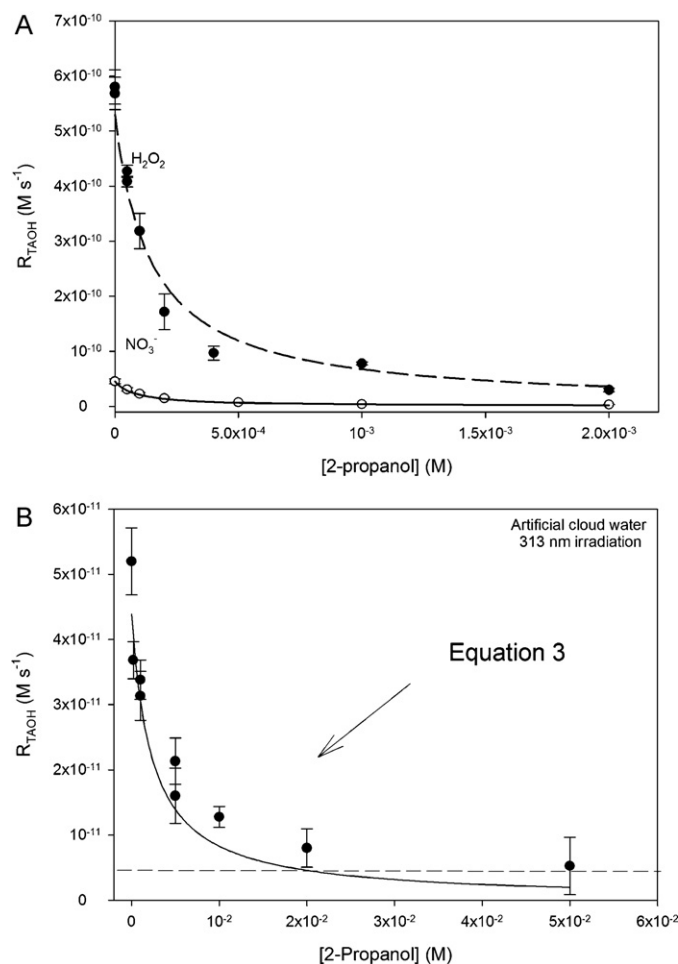 A
7x10⁻¹⁰
6x10⁻¹⁰
5x10⁻¹⁰
4x10⁻¹⁰
3x10⁻¹⁰
2x10⁻¹⁰
10⁻¹⁰
0
R_TAOH (M s⁻¹)
H₂O₂
NO₃⁻
0 5.0x10⁻⁴ 10⁻³ 1.5x10⁻³ 2.0x10⁻³
[2-propanol] (M)
B
6x10⁻¹¹
5x10⁻¹¹
4x10⁻¹¹
3x10⁻¹¹
2x10⁻¹¹
10⁻¹¹
0
R_TAOH (M s⁻¹)
Artificial cloud water
313 nm irradiation
Equation 3
0 10⁻² 2x10⁻² 3x10⁻² 4x10⁻² 5x10⁻² 6x10⁻²
[2-Propanol] (M)